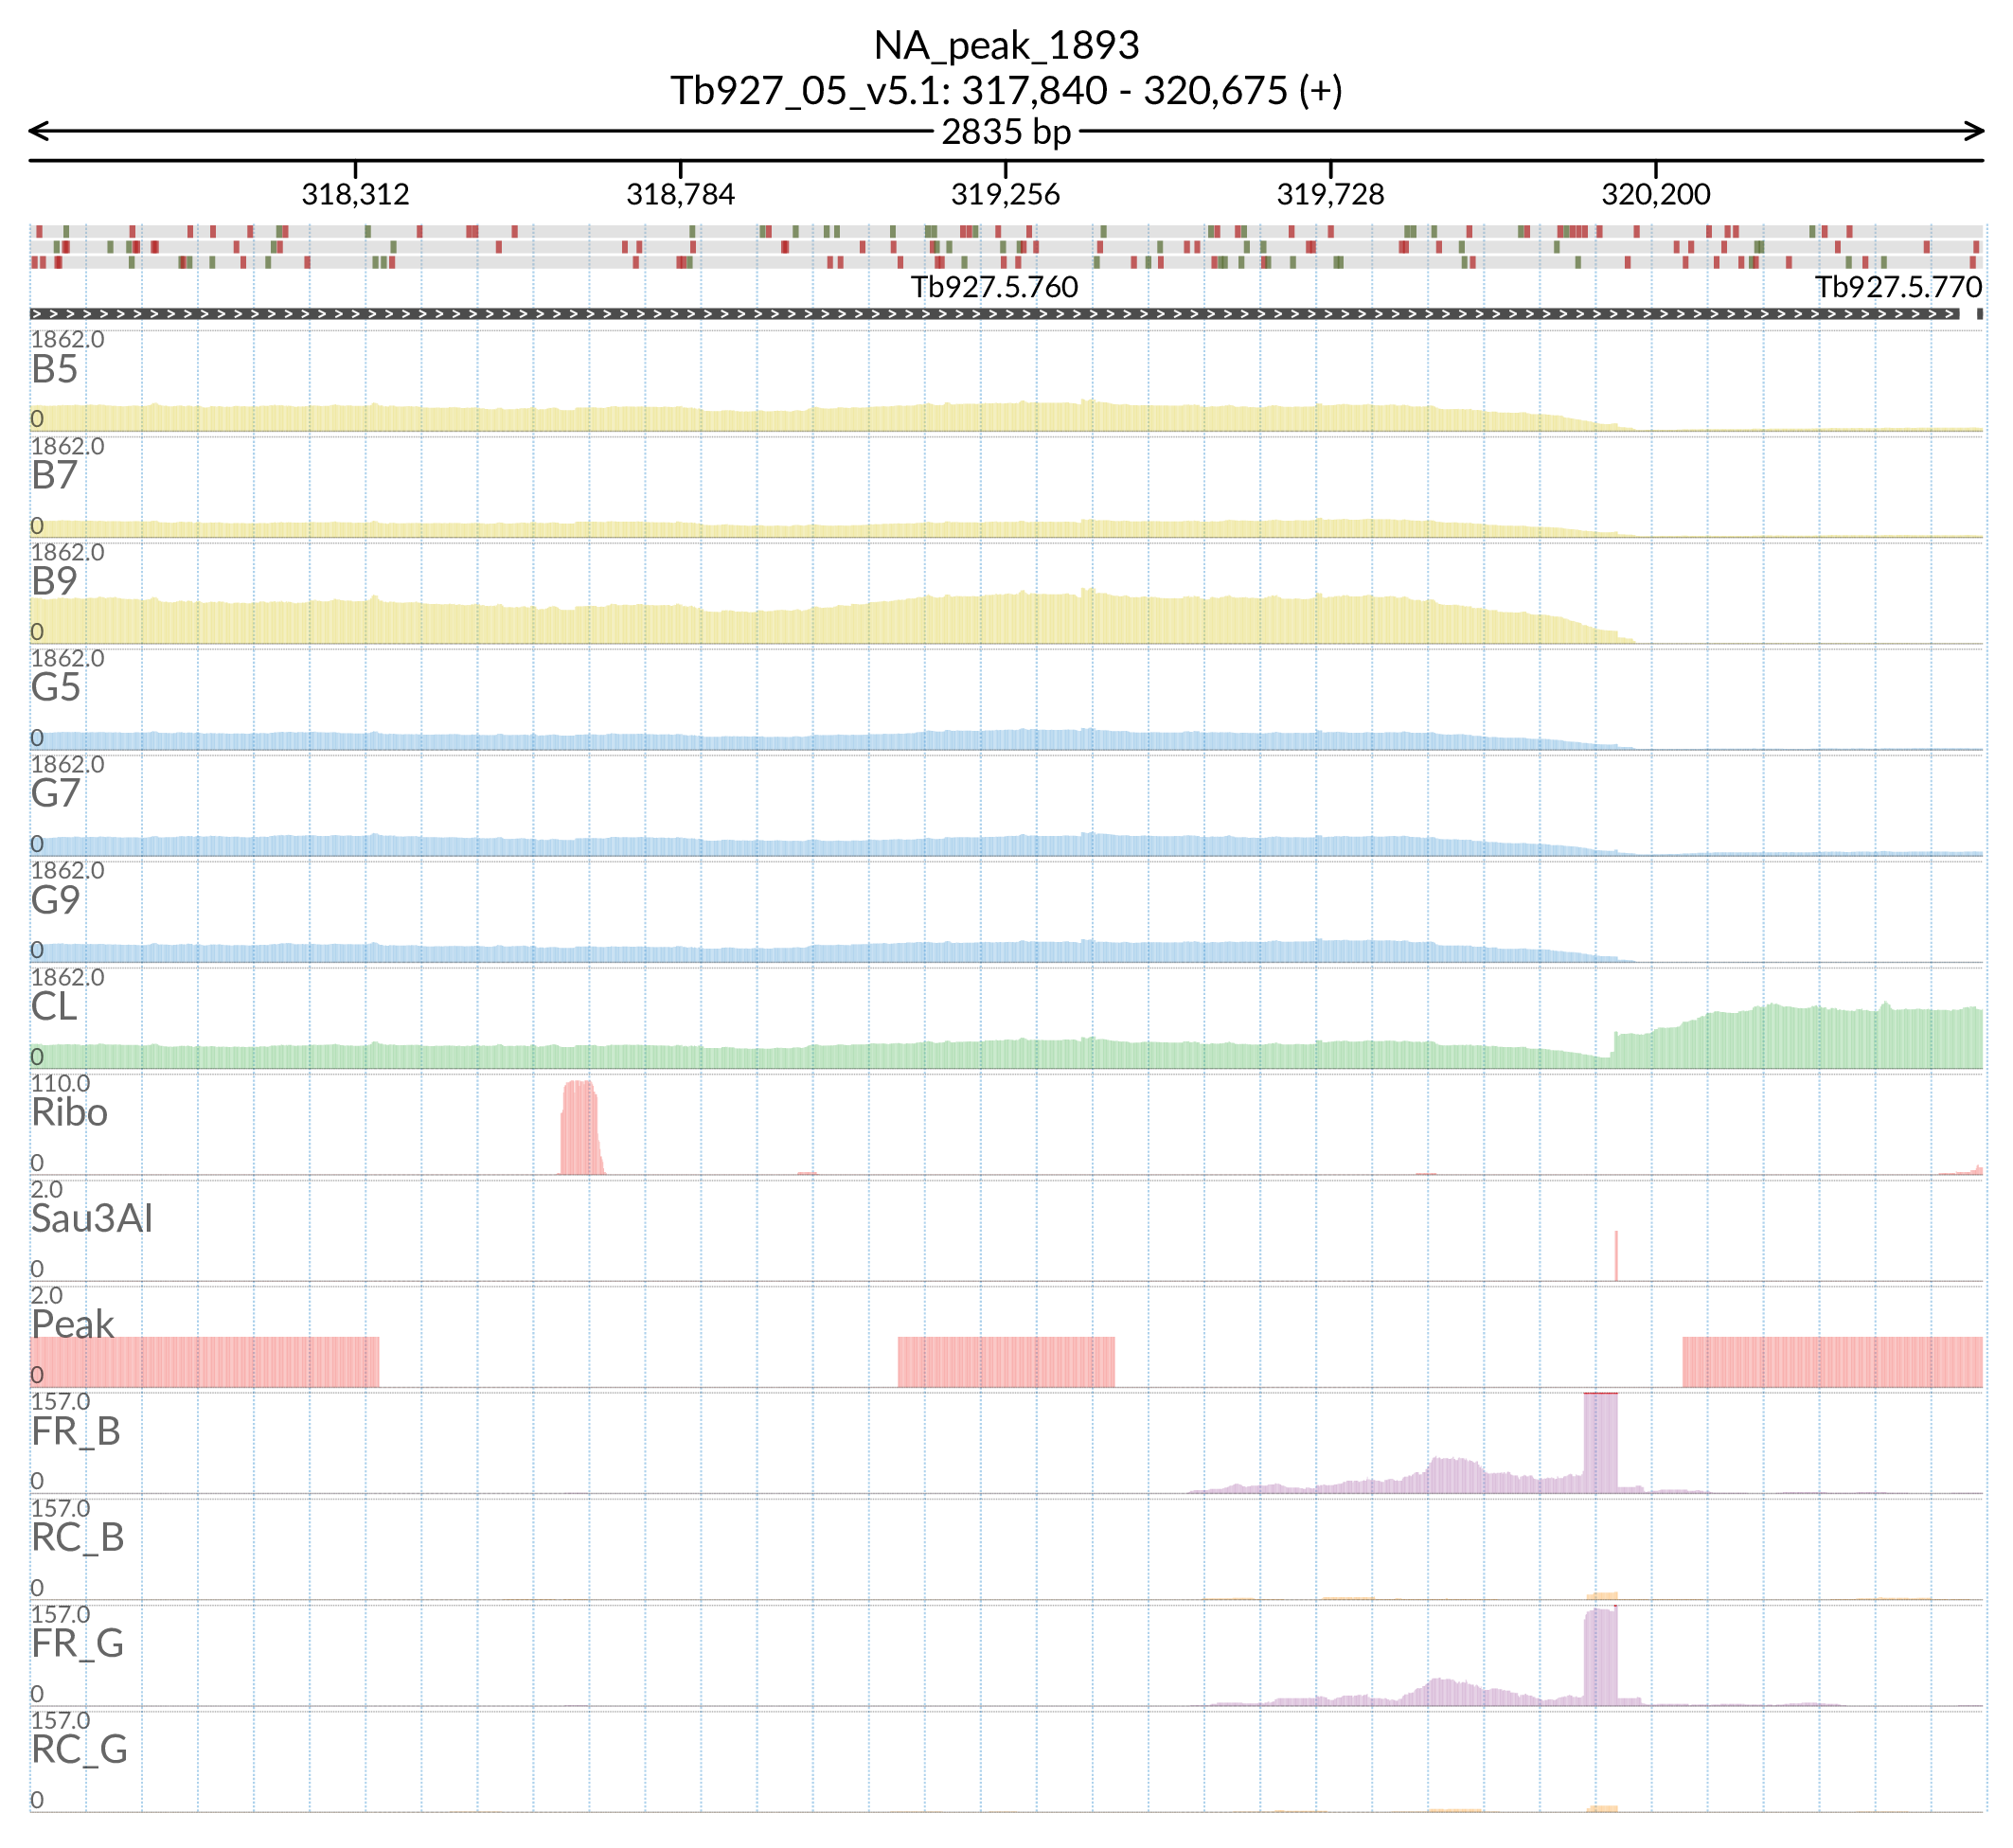 NA_peak_1893
Tb927_05_v5.1: 317,840 - 320,675 (+)
2835 bp
318,312 318,784 319,256 319,728 320,200
Tb927.5.760 Tb927.5.770
1862.0
B5
0
1862.0
B7
0
1862.0
B9
0
1862.0
G5
0
1862.0
G7
0
1862.0
G9
0
1862.0
CL
0
110.0
Ribo
0
2.0
Sau3AI
0
2.0
Peak
0
157.0
FR_B
0
157.0
RC_B
0
157.0
FR_G
0
157.0
RC_G
0